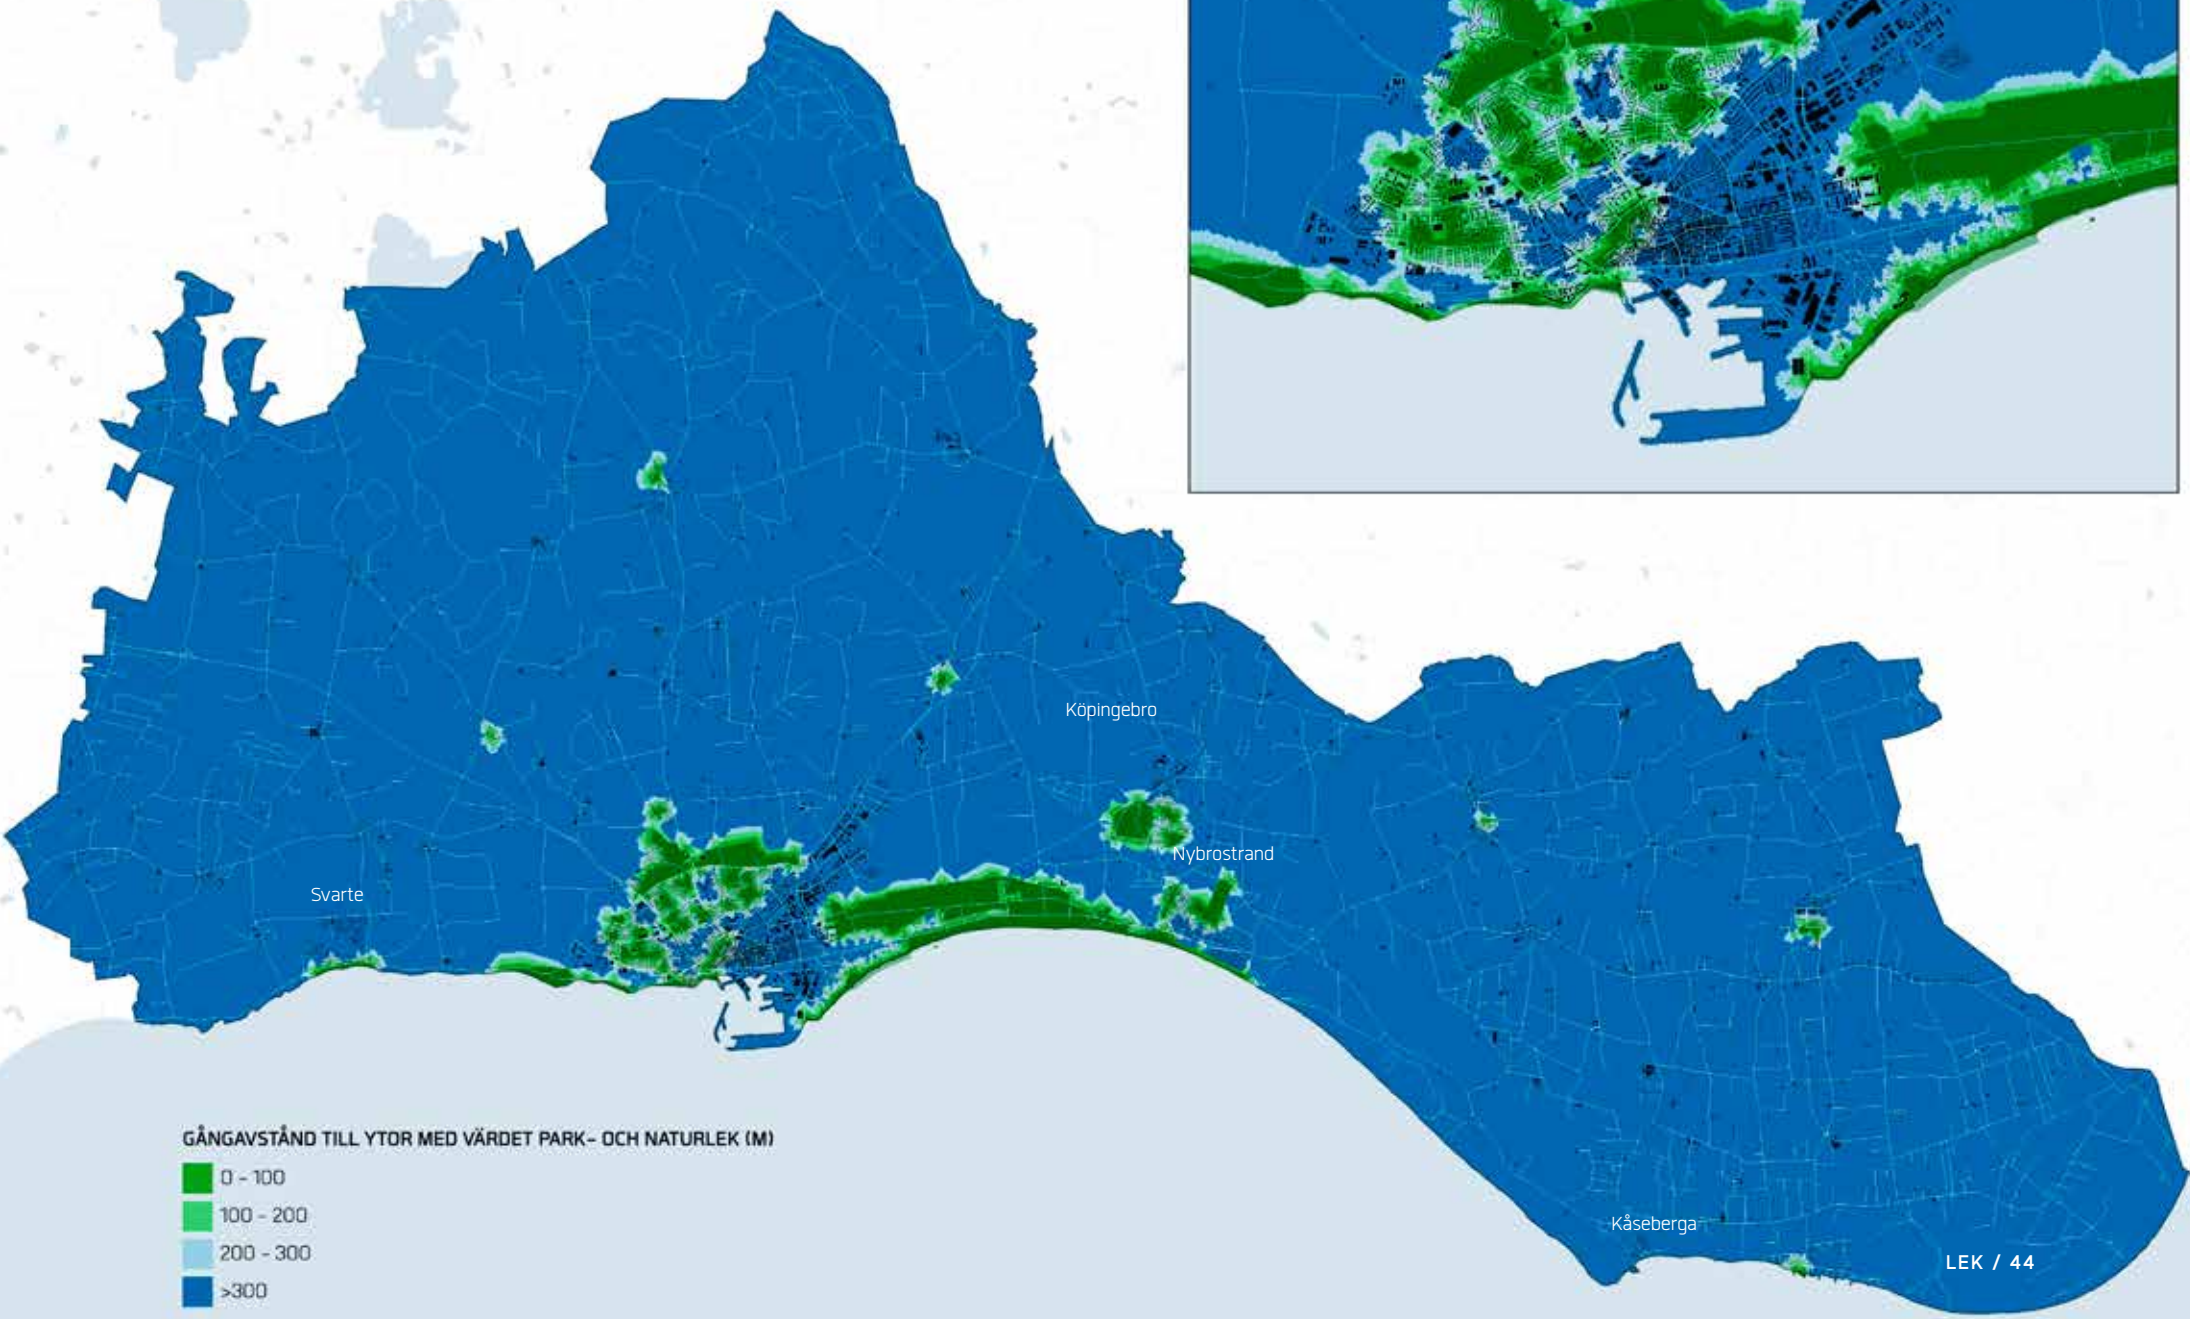 Köpingebro
Nybrostrand
Svarte
Kåseberga
LEK / 44
GÅNGAVSTÅND TILL YTOR MED VÄRDET PARK- OCH NATURLEK (M)
0 - 100
100 - 200
200 - 300
>300